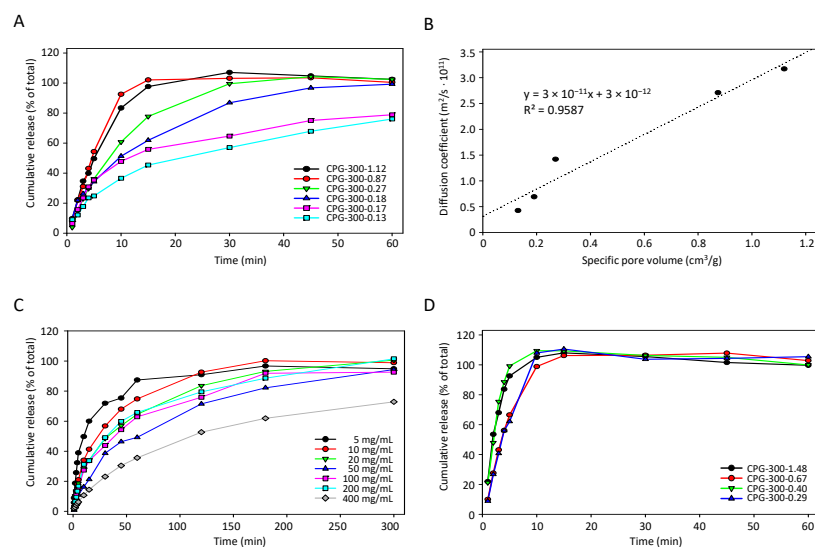 A
120
100
80
60
40
20
0
Cumulative release (% of total)
CPG-300-1.12
CPG-300-0.87
CPG-300-0.27
CPG-300-0.18
CPG-300-0.17
CPG-300-0.13
0 10 20 30 40 50 60
Time (min)
B
3.5
3.0
2.5
2.0
1.5
1.0
0.5
0
Diffusion coefficient (m²/s · 10¹¹)
y = 3 × 10⁻¹¹x + 3 × 10⁻¹²
R² = 0.9587
0 0.2 0.4 0.6 0.8 1.0 1.2
Specific pore volume (cm³/g)
C
120
100
80
60
40
20
0
Cumulative release (% of total)
5 mg/mL
10 mg/mL
20 mg/mL
50 mg/mL
100 mg/mL
200 mg/mL
400 mg/mL
0 50 100 150 200 250 300
Time (min)
D
120
100
80
60
40
20
0
Cumulative release (% of total)
CPG-300-1.48
CPG-300-0.67
CPG-300-0.40
CPG-300-0.29
0 10 20 30 40 50 60
Time (min)